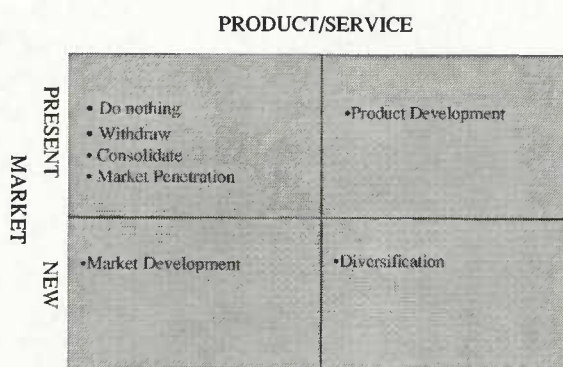 PRODUCT/SERVICE
PRESENT
• Do nothing
• Withdraw
• Consolidate
• Market Penetration
•Product Development
MARKET
NEW
•Market Development
•Diversification